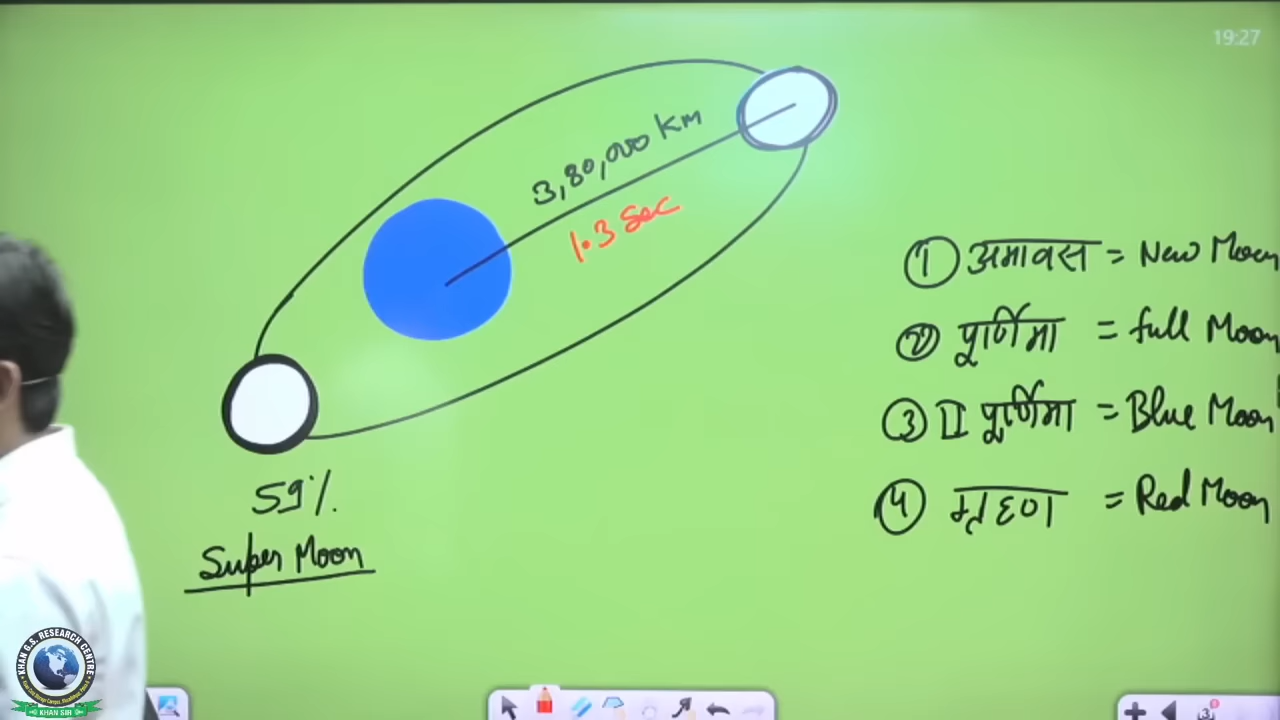 19:27
3,80,000 Km
1.3 Sec
① अमावस = New Moon
② पूर्णिमा = full Moon
③ II पूर्णिमा = Blue Moon
④ ग्रहण = Red Moon
59%
Super Moon
KHAN G.S. RESEARCH CENTRE
KHAN SIR